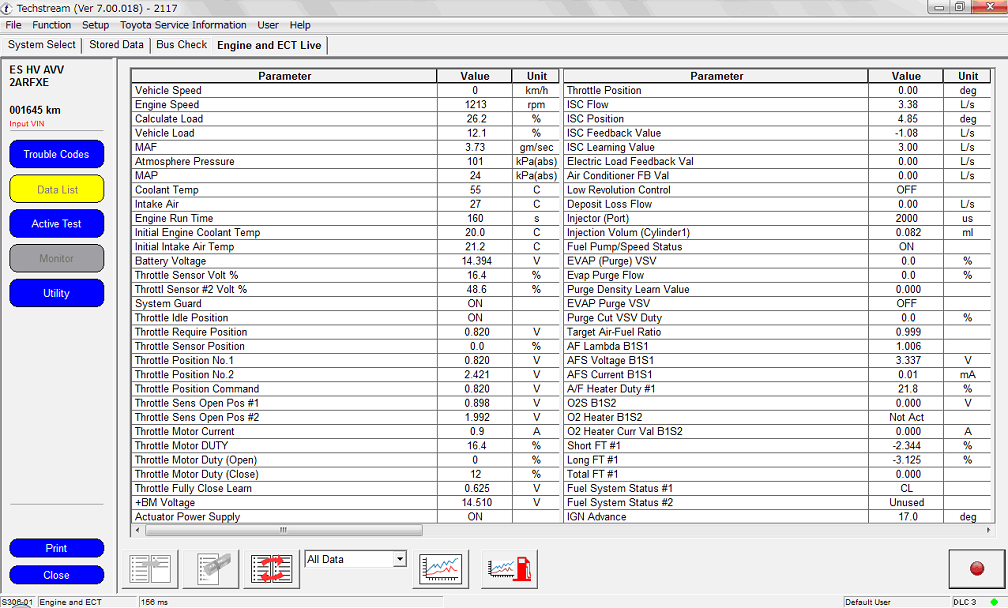 Techstream (Ver 7.00.018) - 2117
File Function Setup Toyota Service Information User Help
System Select Stored Data Bus Check Engine and ECT Live
ES HV AVV
2ARFXE
001645 km
Input VIN
Trouble Codes
Data List
Active Test
Monitor
Utility
Print
Close
Parameter Value Unit
Vehicle Speed 0 km/h
Engine Speed 1213 rpm
Calculate Load 26.2 %
Vehicle Load 12.1 %
MAF 3.73 gm/sec
Atmosphere Pressure 101 kPa(abs)
MAP 24 kPa(abs)
Coolant Temp 55 C
Intake Air 27 C
Engine Run Time 160 s
Initial Engine Coolant Temp 20.0 C
Initial Intake Air Temp 21.2 C
Battery Voltage 14.394 V
Throttle Sensor Volt % 16.4 %
Throttl Sensor #2 Volt % 48.6 %
System Guard ON
Throttle Idle Position ON
Throttle Require Position 0.820 V
Throttle Sensor Position 0.0 %
Throttle Position No.1 0.820 V
Throttle Position No.2 2.421 V
Throttle Position Command 0.820 V
Throttle Sens Open Pos #1 0.898 V
Throttle Sens Open Pos #2 1.992 V
Throttle Motor Current 0.9 A
Throttle Motor DUTY 16.4 %
Throttle Motor Duty (Open) 0 %
Throttle Motor Duty (Close) 12 %
Throttle Fully Close Learn 0.625 V
+BM Voltage 14.510 V
Actuator Power Supply ON
Parameter Value Unit
Throttle Position 0.00 deg
ISC Flow 3.38 L/s
ISC Position 4.85 deg
ISC Feedback Value -1.08 L/s
ISC Learning Value 3.00 L/s
Electric Load Feedback Val 0.00 L/s
Air Conditioner FB Val 0.00 L/s
Low Revolution Control OFF
Deposit Loss Flow 0.00 L/s
Injector (Port) 2000 us
Injection Volum (Cylinder1) 0.082 ml
Fuel Pump/Speed Status ON
EVAP (Purge) VSV 0.0 %
Evap Purge Flow 0.0 %
Purge Density Learn Value 0.000
EVAP Purge VSV OFF
Purge Cut VSV Duty 0.0 %
Target Air-Fuel Ratio 0.999
AF Lambda B1S1 1.006
AFS Voltage B1S1 3.337 V
AFS Current B1S1 0.01 mA
A/F Heater Duty #1 21.8 %
O2S B1S2 0.000 V
O2 Heater B1S2 Not Act
O2 Heater Curr Val B1S2 0.000 A
Short FT #1 -2.344 %
Long FT #1 -3.125 %
Total FT #1 0.000
Fuel System Status #1 CL
Fuel System Status #2 Unused
IGN Advance 17.0 deg
All Data
S306-01 Engine and ECT 156 ms Default User DLC 3